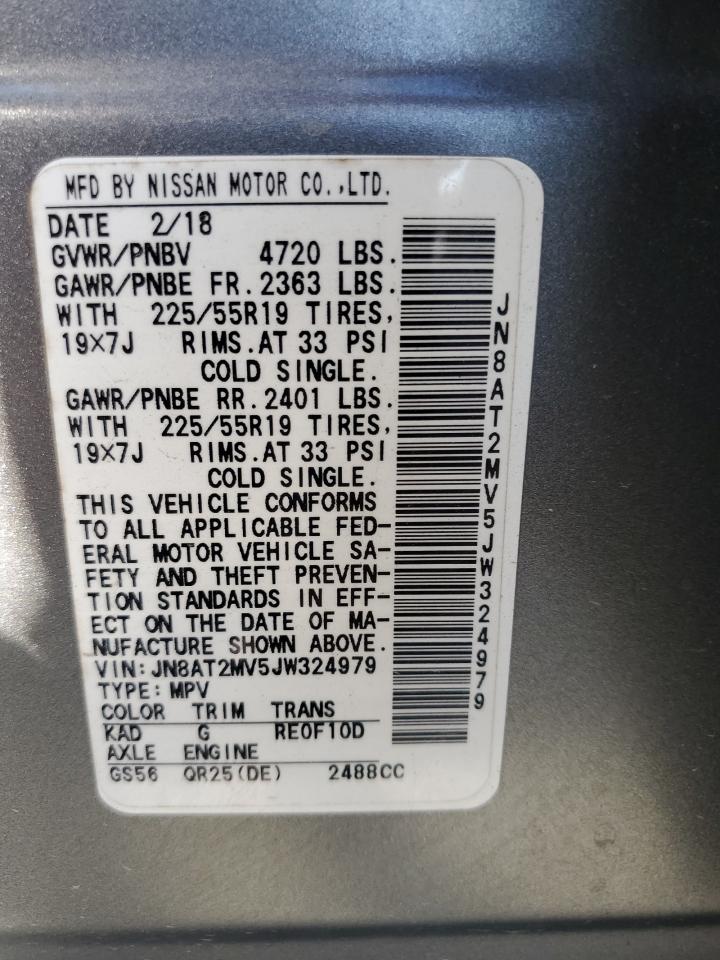 MFD BY NISSAN MOTOR CO.,LTD.
DATE 2/18
GVWR/PNBV 4720 LBS.
GAWR/PNBE FR.2363 LBS.
WITH 225/55R19 TIRES,
19×7J RIMS.AT 33 PSI
COLD SINGLE.
GAWR/PNBE RR.2401 LBS.
WITH 225/55R19 TIRES,
19×7J RIMS.AT 33 PSI
COLD SINGLE.
THIS VEHICLE CONFORMS
TO ALL APPLICABLE FED-
ERAL MOTOR VEHICLE SA-
FETY AND THEFT PREVEN-
TION STANDARDS IN EFF-
ECT ON THE DATE OF MA-
NUFACTURE SHOWN ABOVE.
VIN:JN8AT2MV5JW324979
TYPE:MPV
COLOR TRIM TRANS
KAD G RE0F10D
AXLE ENGINE
GS56 QR25(DE) 2488CC
JN8AT2MV5JW324979